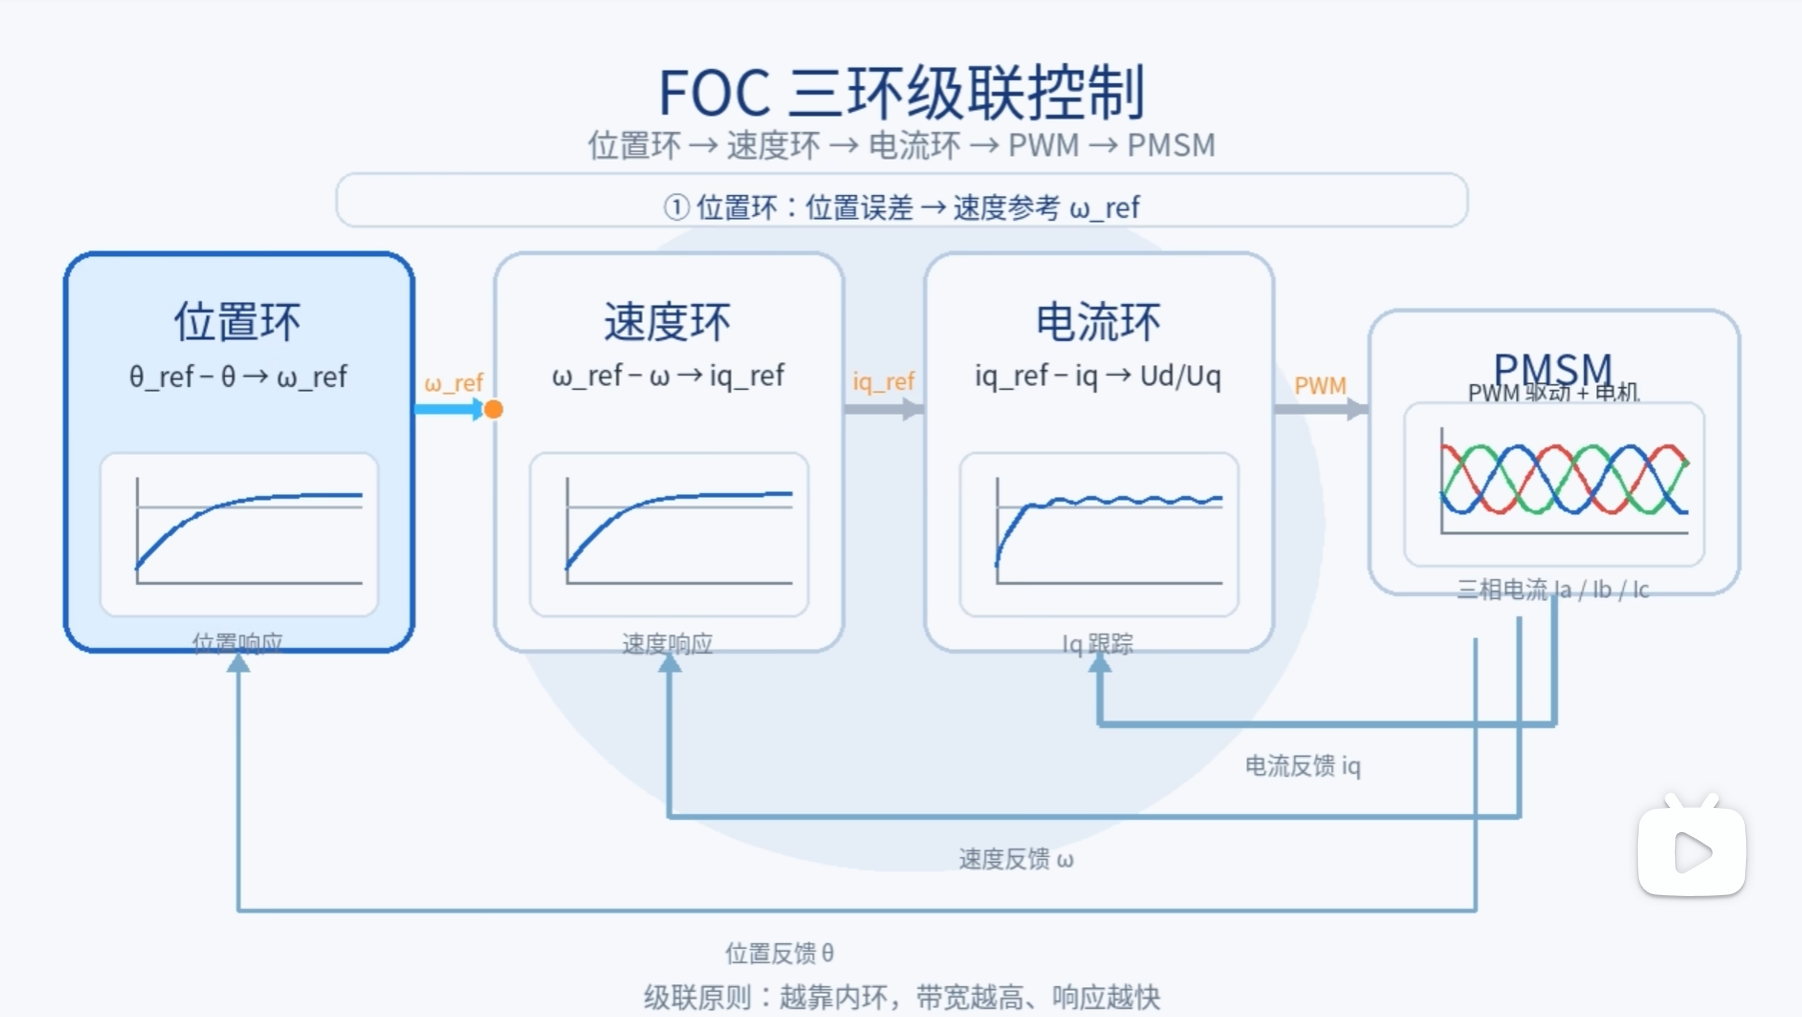 FOC 三环级联控制
位置环 → 速度环 → 电流环 → PWM → PMSM
① 位置环：位置误差 → 速度参考 ω_ref
位置环
θ_ref − θ → ω_ref
位置响应
ω_ref
速度环
ω_ref − ω → iq_ref
速度响应
iq_ref
电流环
iq_ref − iq → Ud/Uq
Iq 跟踪
PWM
PMSM
PWM 驱动 + 电机
三相电流 Ia / Ib / Ic
电流反馈 iq
速度反馈 ω
位置反馈 θ
级联原则：越靠内环，带宽越高、响应越快